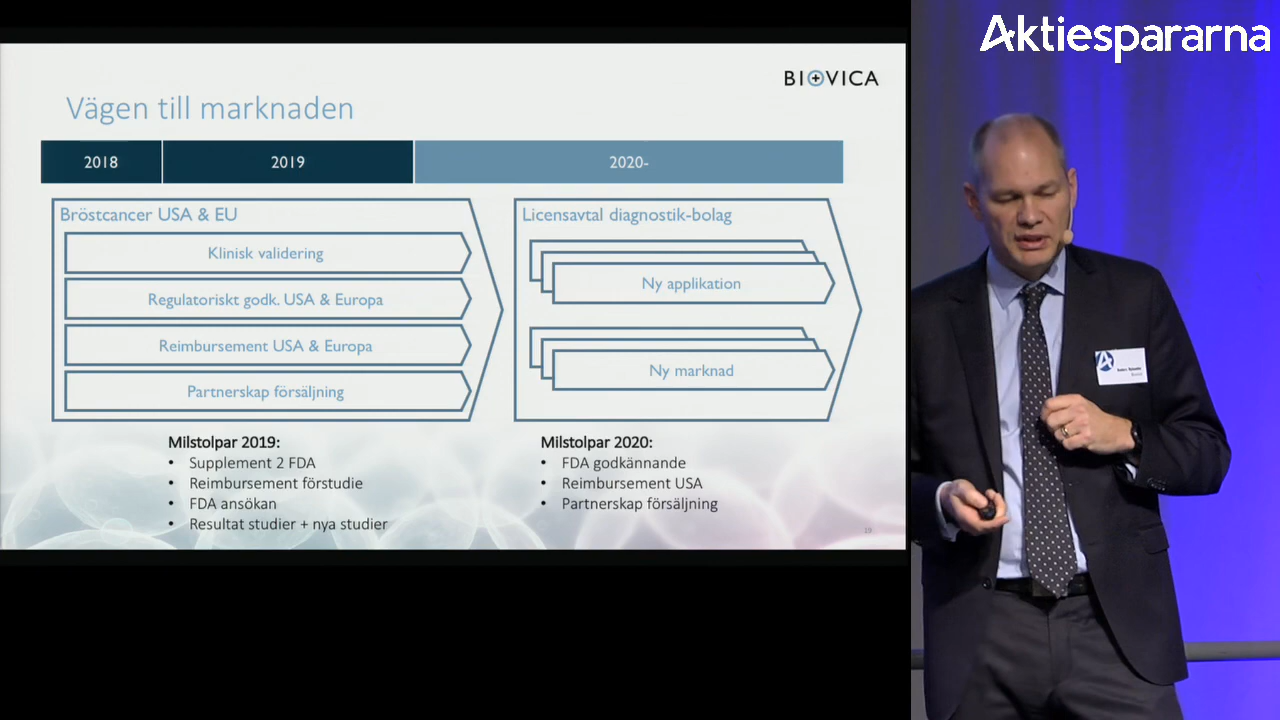 Aktiespararna
BIOVICA
Vägen till marknaden
2018
2019
2020-
Bröstcancer USA & EU
Klinisk validering
Regulatoriskt godk. USA & Europa
Reimbursement USA & Europa
Partnerskap försäljning
Licensavtal diagnostik-bolag
Ny applikation
Ny marknad
Milstolpar 2019:
• Supplement 2 FDA
• Reimbursement förstudie
• FDA ansökan
• Resultat studier + nya studier
Milstolpar 2020:
• FDA godkännande
• Reimbursement USA
• Partnerskap försäljning
19